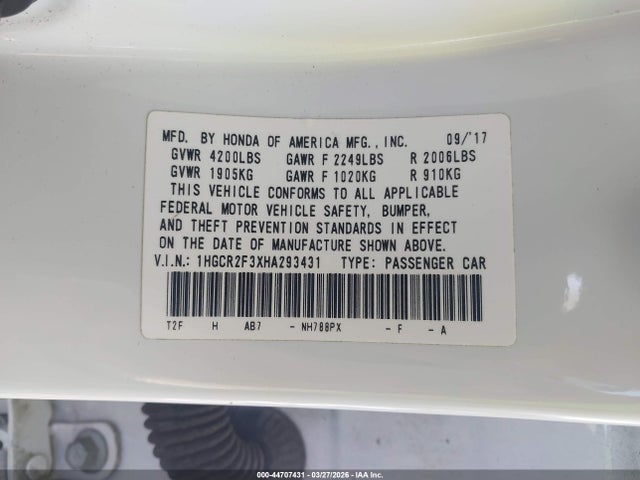 MFD. BY HONDA OF AMERICA MFG., INC. 09/'17
GVWR 4200LBS GAWR F 2249LBS R 2006LBS
GVWR 1905KG GAWR F 1020KG R 910KG
THIS VEHICLE CONFORMS TO ALL APPLICABLE
FEDERAL MOTOR VEHICLE SAFETY, BUMPER,
AND THEFT PREVENTION STANDARDS IN EFFECT
ON THE DATE OF MANUFACTURE SHOWN ABOVE.
V.I.N.: 1HGCR2F3XHA293431 TYPE: PASSENGER CAR
T2F H AB7 - NH788PX - F - A
000-44707431 - 03/27/2026 - IAA Inc.